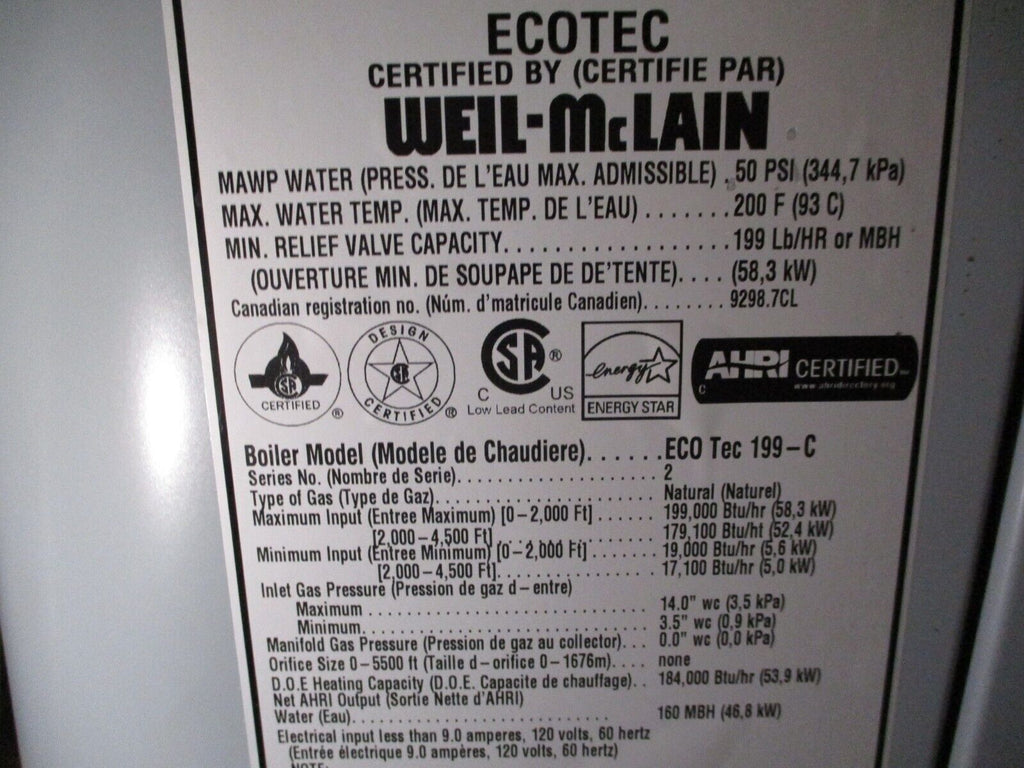 ECOTEC
CERTIFIED BY (CERTIFIE PAR)
WEIL-McLAIN
MAWP WATER (PRESS. DE L'EAU MAX. ADMISSIBLE) . 50 PSI (344,7 kPa)
MAX. WATER TEMP. (MAX. TEMP. DE L'EAU) . . . . . . . 200 F (93 C)
MIN. RELIEF VALVE CAPACITY. . . . . . . . . . . . . . . . . . . 199 Lb/HR or MBH
(OUVERTURE MIN. DE SOUPAPE DE DE'TENTE). . . . (58,3 kW)
Canadian registration no. (Núm. d'matricule Canadien). . . . . . . . 9298.7CL
CERTIFIED ®
DESIGN CERTIFIED ®
SA ®
C US
Low Lead Content
energy
ENERGY STAR
C AHRI CERTIFIED™
www.ahridirectory.org
Boiler Model (Modele de Chaudiere). . . . . . ECO Tec 199-C
Series No. (Nombre de Serie). . . . . . . . . . . . . . . . . . . . 2
Type of Gas (Type de Gaz). . . . . . . . . . . . . . . . . . . . . . Natural (Naturel)
Maximum Input (Entree Maximum) [0-2,000 Ft] . . . . . . 199,000 Btu/hr (58,3 kW)
[2,000-4,500 Ft]. . . . . . . . . . . . . . . . 179,100 Btu/ht (52,4 kW)
Minimum Input (Entree Minimum) [0-2,000 Ft]. . . . . . . 19,000 Btu/hr (5,6 kW)
[2,000-4,500 Ft]. . . . . . . . . . . . . . . . 17,100 Btu/hr (5,0 kW)
Inlet Gas Pressure (Pression de gaz d-entre)
Maximum . . . . . . . . . . . . . . . . . . . . . . . . . . . . 14.0" wc (3,5 kPa)
Minimum. . . . . . . . . . . . . . . . . . . . . . . . . . . . . 3.5" wc (0,9 kPa)
Manifold Gas Pressure (Pression de gaz au collector). . . 0.0" wc (0,0 kPa)
Orifice Size 0-5500 ft (Taille d-orifice 0-1676m). . . . none
D.O.E Heating Capacity (D.O.E. Capacite de chauffage). . 184,000 Btu/hr (53,9 kW)
Net AHRI Output (Sortie Nette d'AHRI)
Water (Eau). . . . . . . . . . . . . . . . . . . . . . . . . . 160 MBH (46,8 kW)
Electrical input less than 9.0 amperes, 120 volts, 60 hertz
(Entrée électrique 9.0 ampères, 120 volts, 60 hertz)
NOTE: